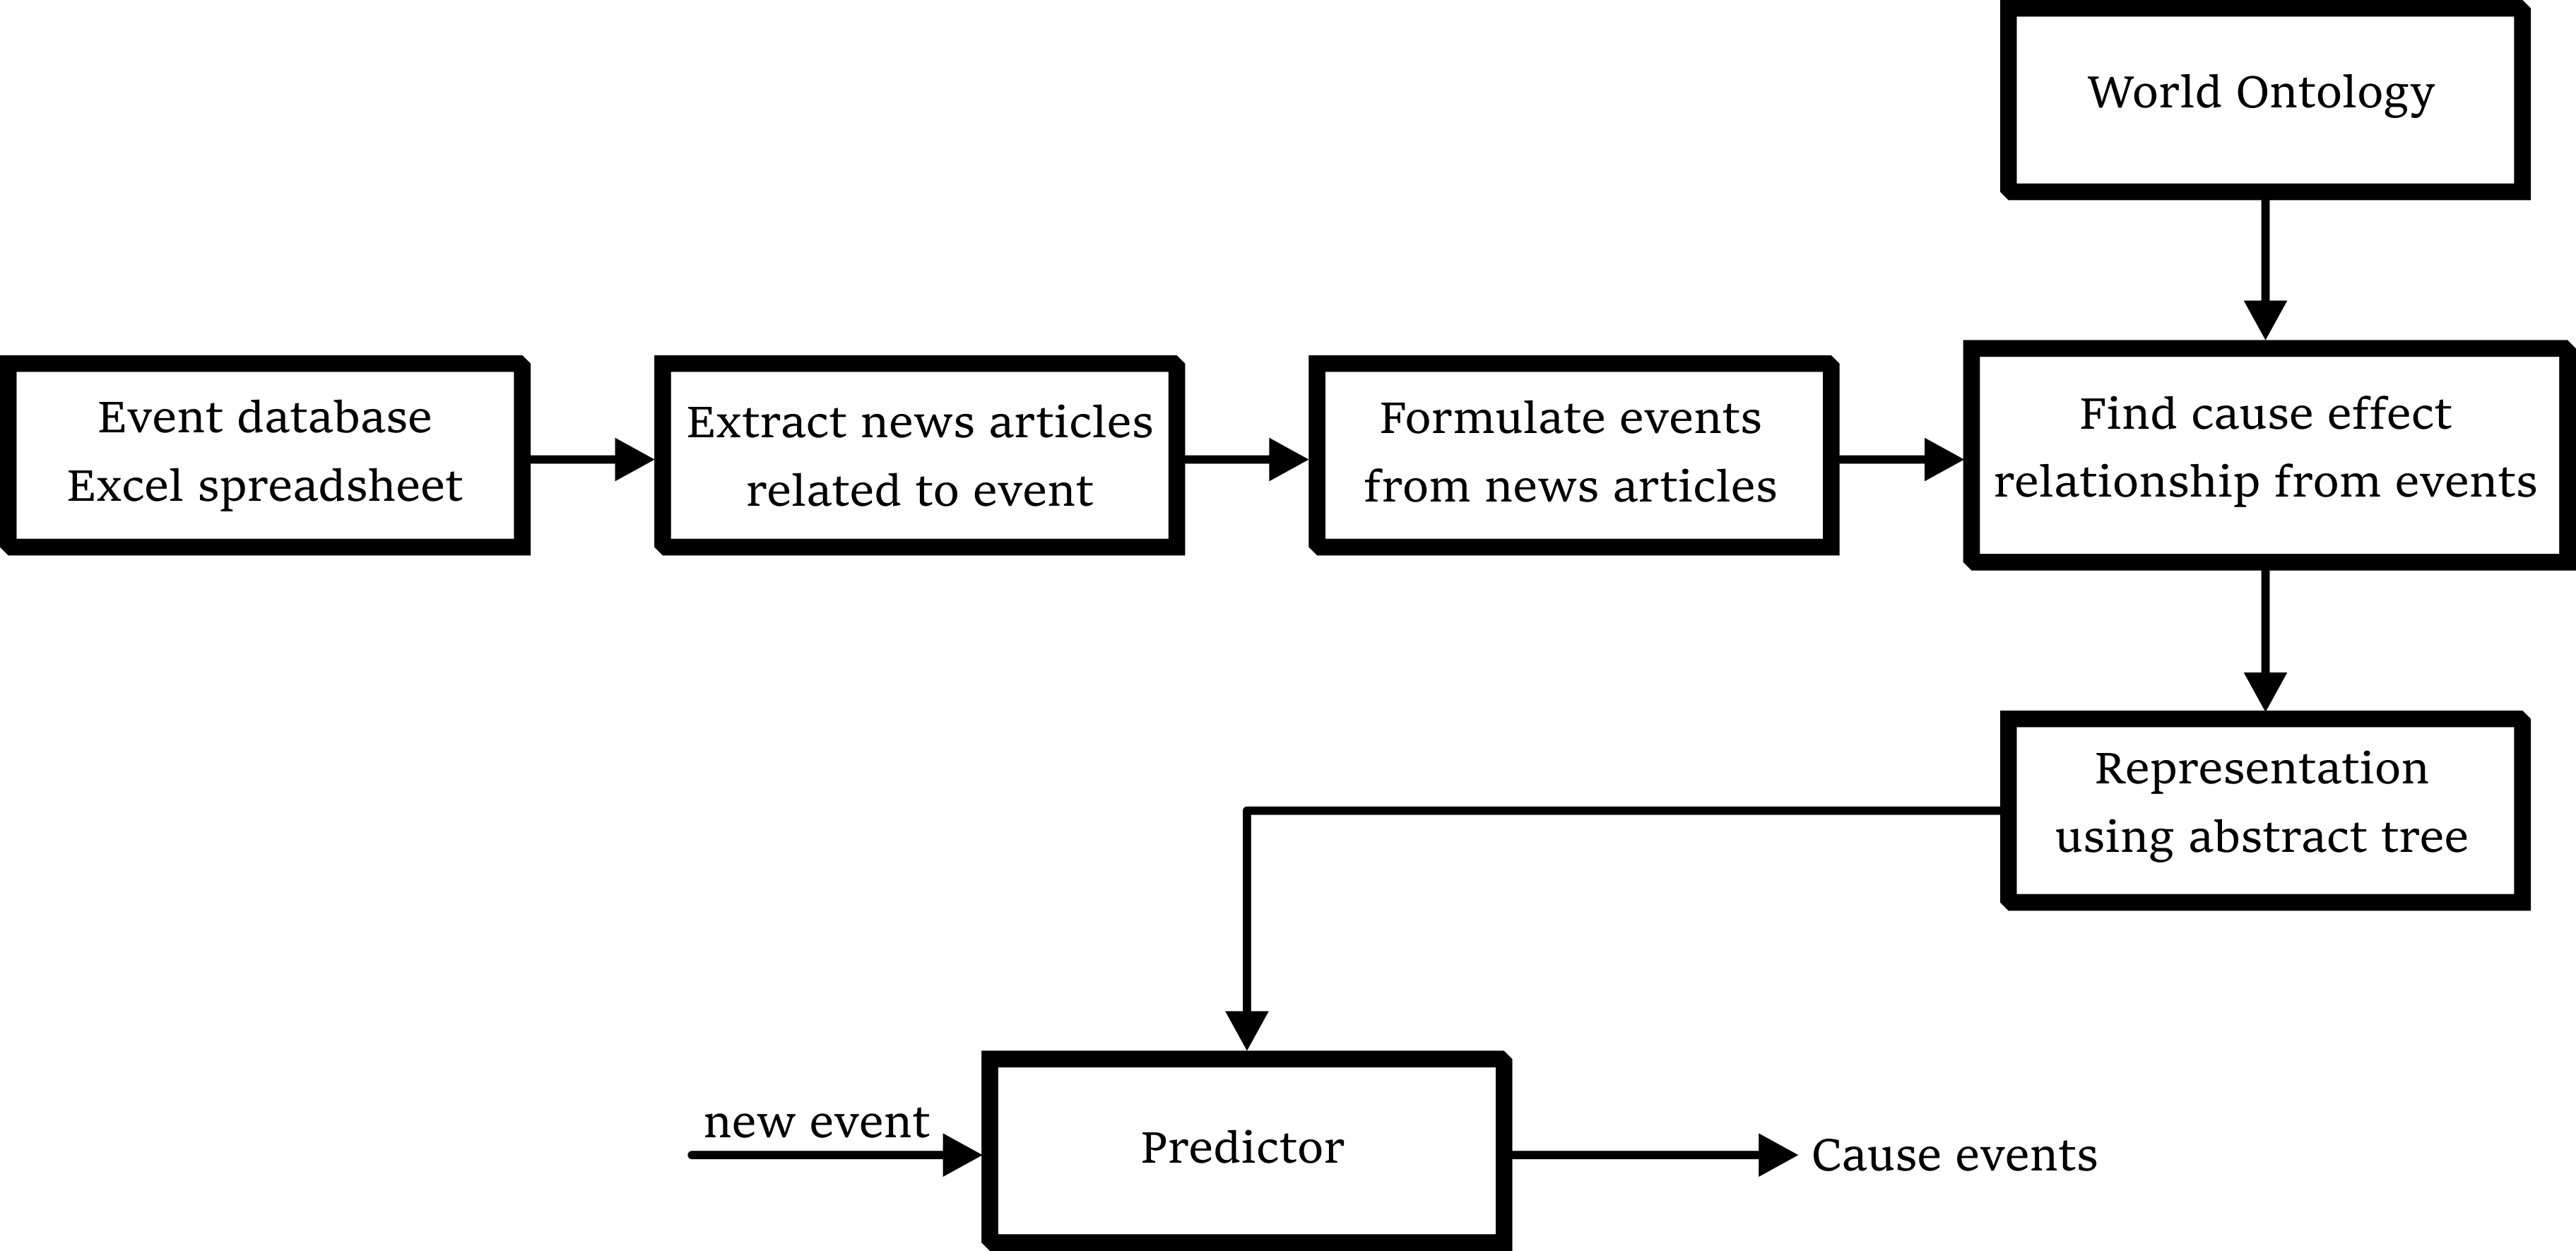 World Ontology
Event database
Excel spreadsheet
Extract news articles
related to event
Formulate events
from news articles
Find cause effect
relationship from events
Representation
using abstract tree
new event
Predictor
Cause events